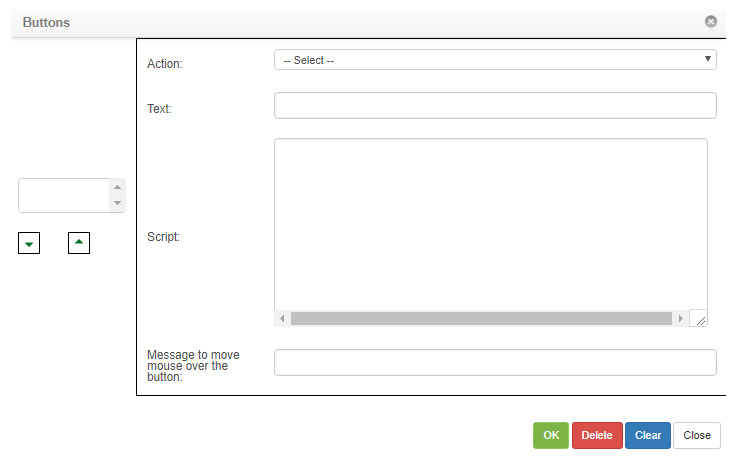 Buttons
Action:
-- Select --
Text:
Script:
Message to move
mouse over the
button:
OK
Delete
Clear
Close